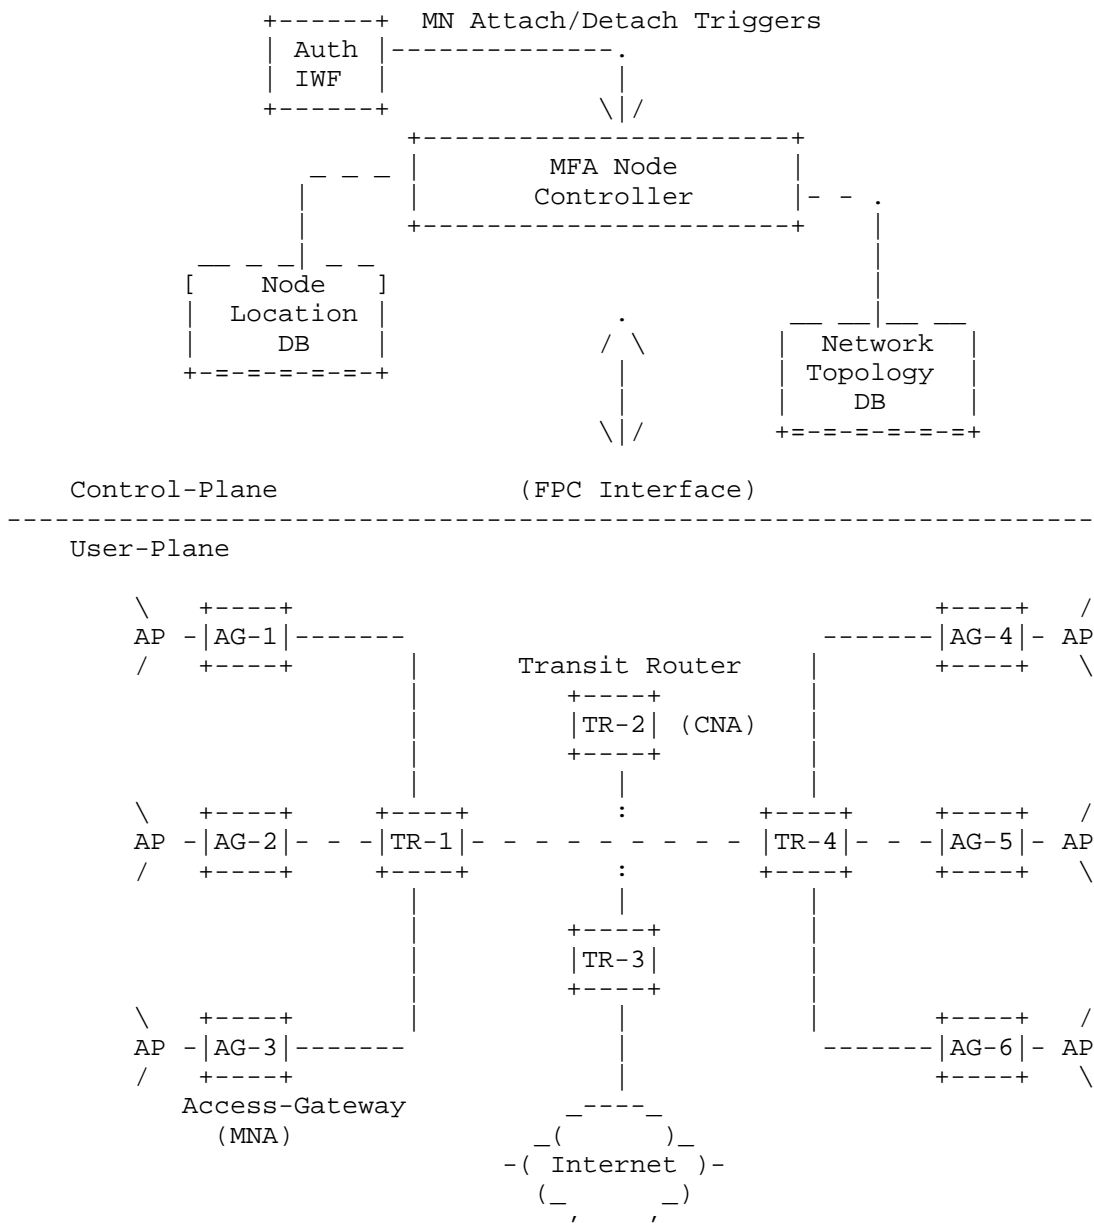 MN Attach/Detach Triggers
Auth
IWF
MFA Node
Controller
Node
Location
DB
Network
Topology
DB
Control-Plane (FPC Interface)
User-Plane
AP AG-1 AG-4 AP
Transit Router
TR-2 (CNA)
AP AG-2 TR-1 TR-4 AG-5 AP
TR-3
AP AG-3 AG-6 AP
Access-Gateway
(MNA)
Internet